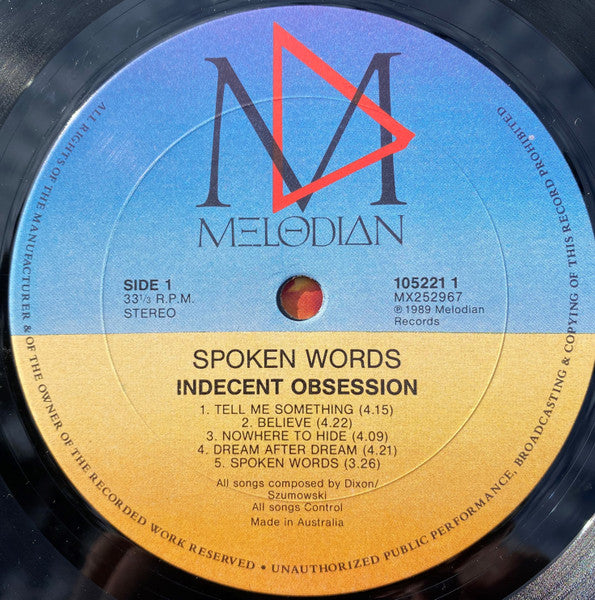 M
MELODIAN
SIDE 1
33 1/3 R.P.M.
STEREO
105221 1
MX252967
℗ 1989 Melodian
Records
SPOKEN WORDS
INDECENT OBSESSION
1. TELL ME SOMETHING (4.15)
2. BELIEVE (4.22)
3. NOWHERE TO HIDE (4.09)
4. DREAM AFTER DREAM (4.21)
5. SPOKEN WORDS (3.26)
All songs composed by Dixon/
Szumowski
All songs Control
Made in Australia
ALL RIGHTS OF THE MANUFACTURER & OF THE OWNER OF THE RECORDED WORK RESERVED • UNAUTHORIZED PUBLIC PERFORMANCE, BROADCASTING & COPYING OF THIS RECORD PROHIBITED